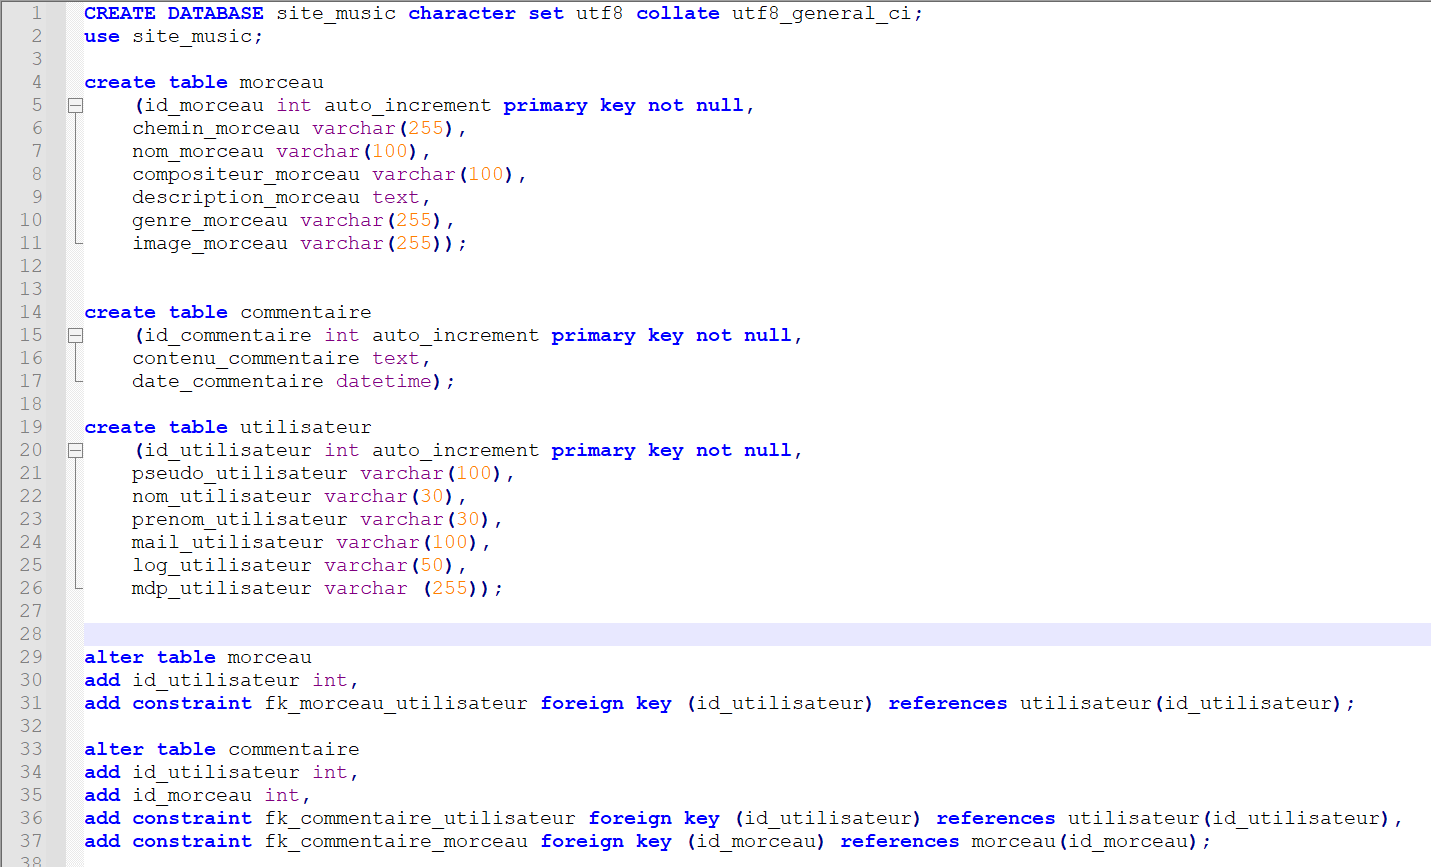 1 CREATE DATABASE site_music character set utf8 collate utf8_general_ci;
2 use site_music;
3
4 create table morceau
5 (id_morceau int auto_increment primary key not null,
6 chemin_morceau varchar(255),
7 nom_morceau varchar(100),
8 compositeur_morceau varchar(100),
9 description_morceau text,
10 genre_morceau varchar(255),
11 image_morceau varchar(255));
12
13
14 create table commentaire
15 (id_commentaire int auto_increment primary key not null,
16 contenu_commentaire text,
17 date_commentaire datetime);
18
19 create table utilisateur
20 (id_utilisateur int auto_increment primary key not null,
21 pseudo_utilisateur varchar(100),
22 nom_utilisateur varchar(30),
23 prenom_utilisateur varchar(30),
24 mail_utilisateur varchar(100),
25 log_utilisateur varchar(50),
26 mdp_utilisateur varchar (255));
27
28
29 alter table morceau
30 add id_utilisateur int,
31 add constraint fk_morceau_utilisateur foreign key (id_utilisateur) references utilisateur(id_utilisateur);
32
33 alter table commentaire
34 add id_utilisateur int,
35 add id_morceau int,
36 add constraint fk_commentaire_utilisateur foreign key (id_utilisateur) references utilisateur(id_utilisateur),
37 add constraint fk_commentaire_morceau foreign key (id_morceau) references morceau(id_morceau);
38